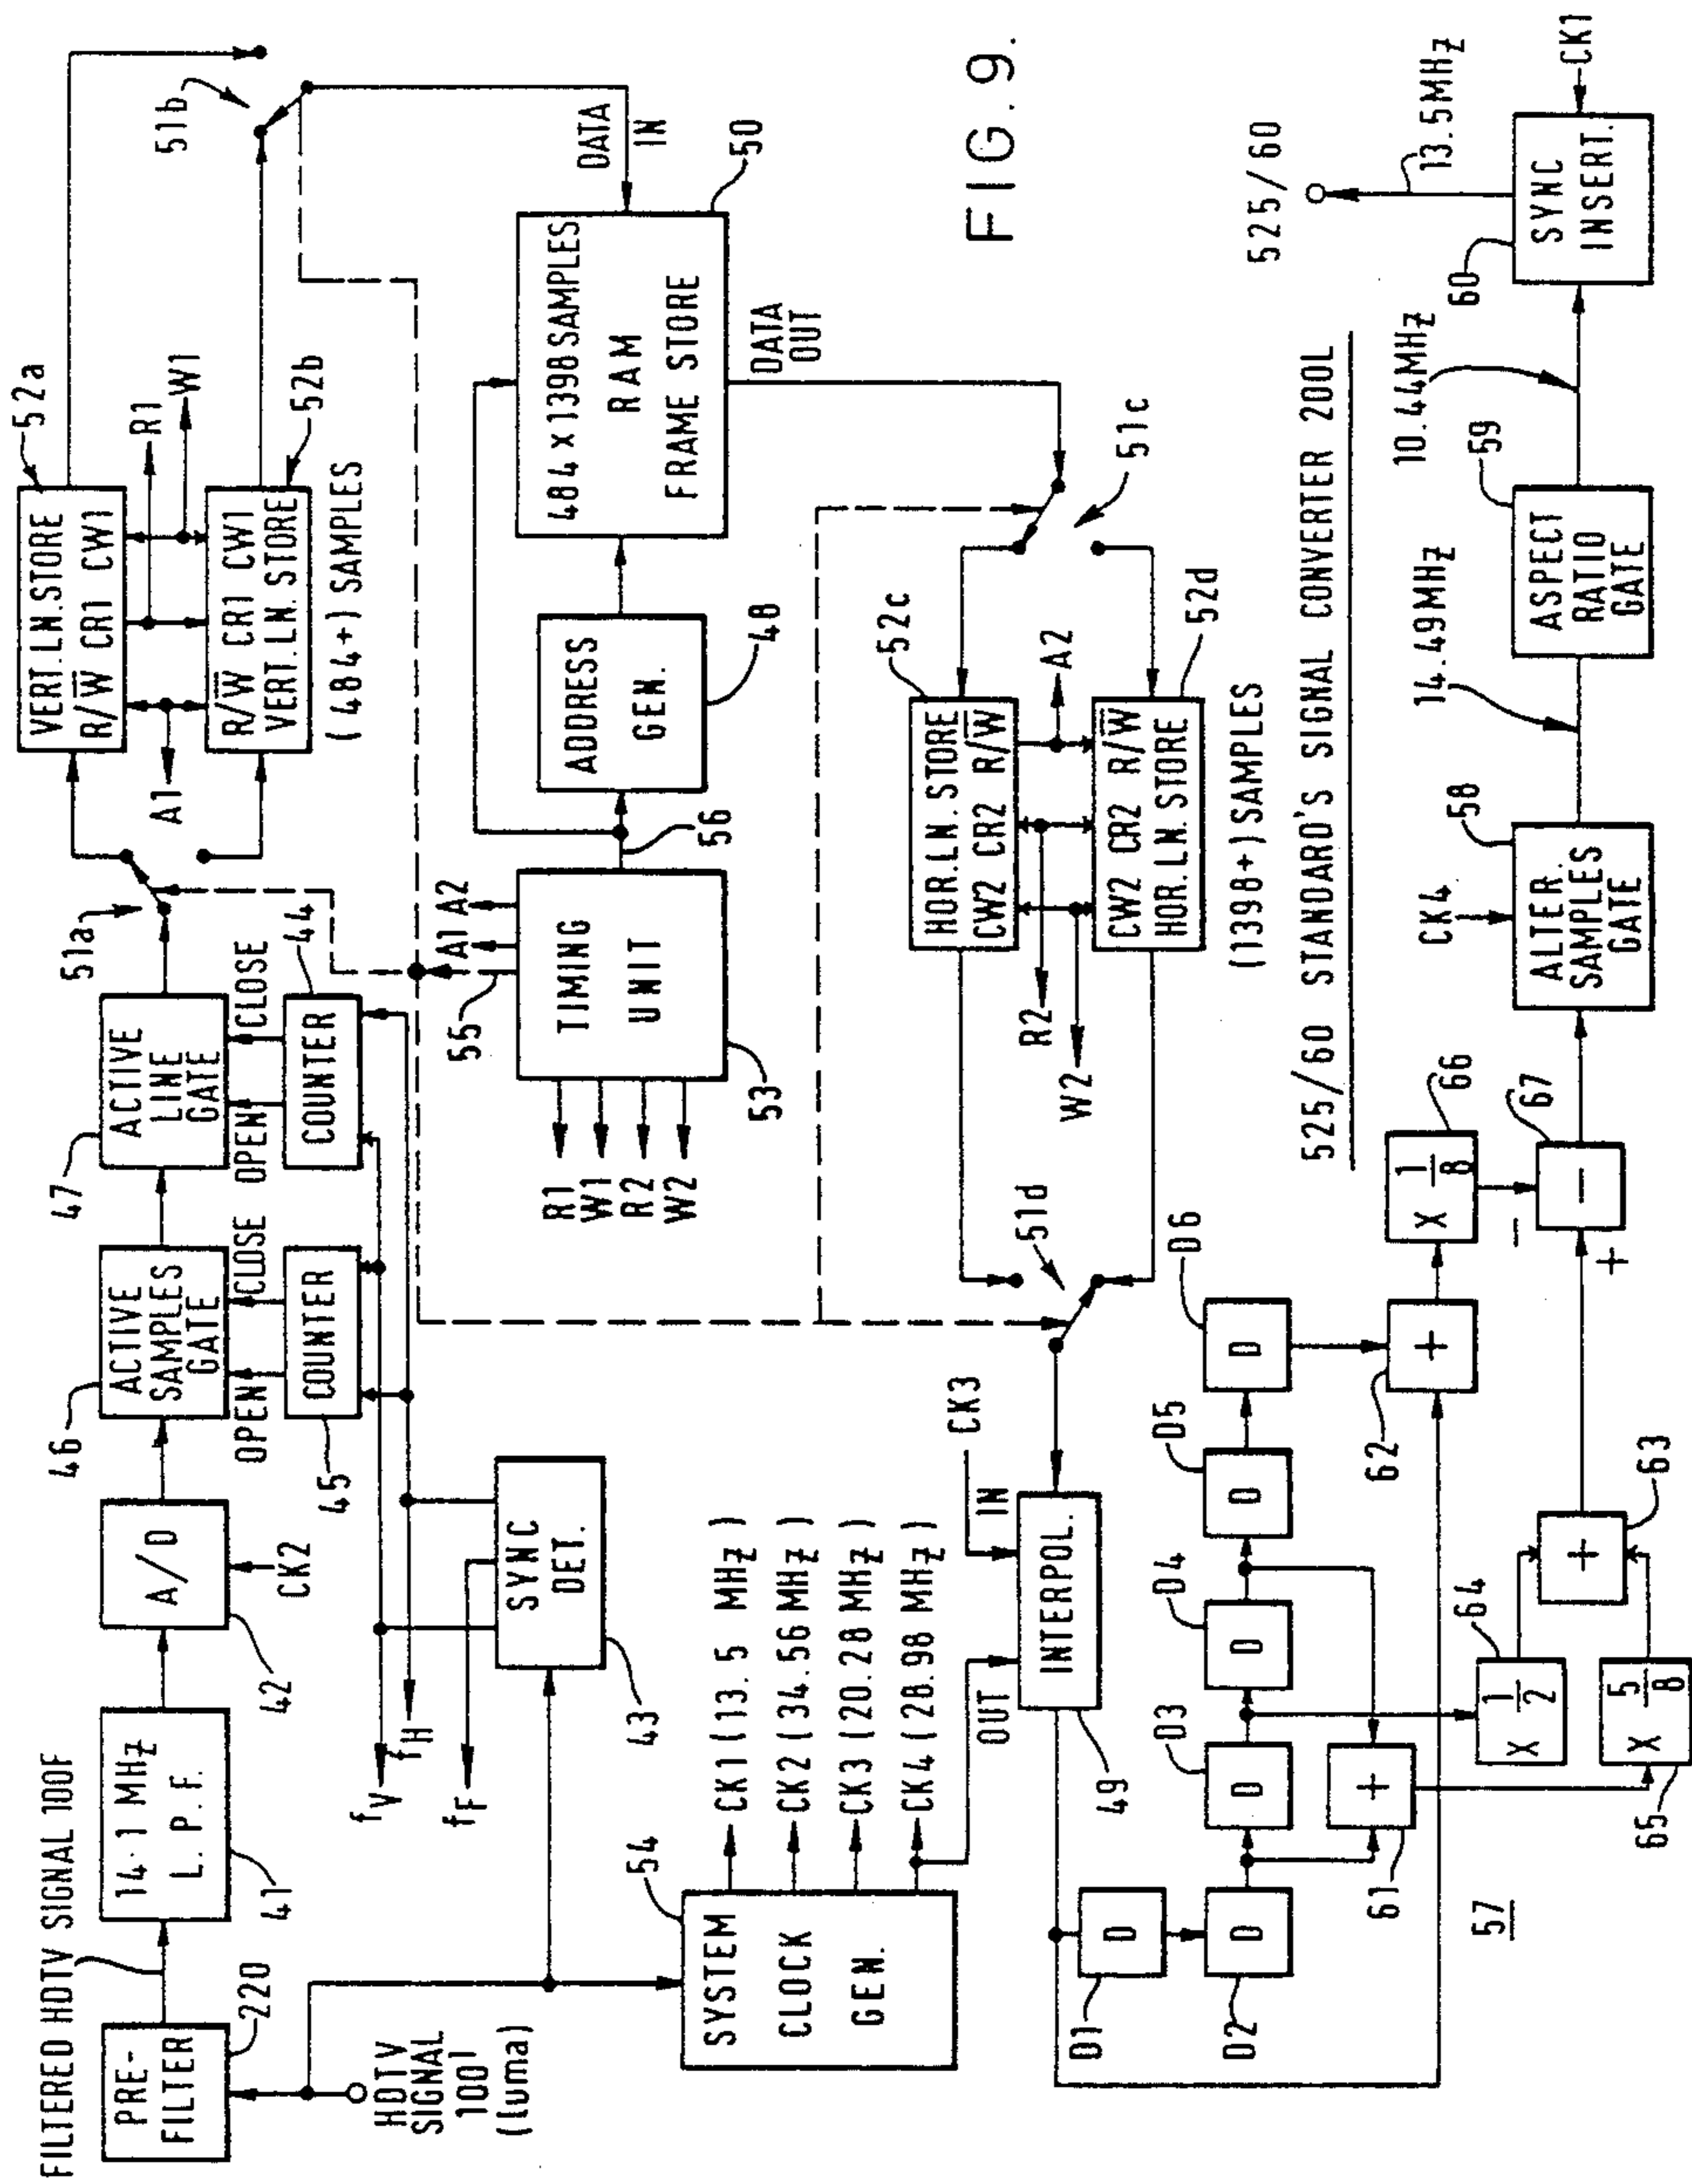 FILTERED HDTV SIGNAL 100F
PRE-
FILTER
220
14.1 MHz
L. P. F.
41
A/D
42
CK2
ACTIVE
SAMPLES
GATE
46
OPEN
CLOSE
COUNTER
45
ACTIVE
LINE
GATE
47
OPEN
CLOSE
COUNTER
44
51a
VERT.LN.STORE
R/W̅ CR1 CW1
52a
A1
R1
W1
R/W̅ CR1 CW1
VERT.LN.STORE
52b
(484+) SAMPLES
51b
HDTV
SIGNAL
100'
(luma)
SYNC
DET.
43
fV
fH
fF
TIMING
UNIT
53
55
A1 A2
R1
W1
R2
W2
56
ADDRESS
GEN.
48
484 x 1398 SAMPLES
RAM
FRAME STORE
50
DATA
IN
DATA
OUT
FIG. 9.
SYSTEM
CLOCK
GEN.
54
CK1 (13.5 MHz)
CK2 (34.56 MHz)
CK3 (20.28 MHz)
CK4 (28.98 MHz)
CK3
IN
OUT
INTERPOL.
49
51d
HOR.LN.STORE
CW2 CR2 R/W̅
52c
R2
W2
A2
CW2 CR2 R/W̅
HOR.LN.STORE
52d
(1398+) SAMPLES
51c
D
D1
D
D2
D
D3
D
D4
D
D5
D
D6
+
61
57
+
62
X 1/2
64
X 5/8
65
+
63
X 1/8
66
-
+
-
67
525/60 STANDARD'S SIGNAL CONVERTER 200L
CK4
ALTER.
SAMPLES
GATE
58
14.49MHz
ASPECT
RATIO
GATE
59
10.44MHz
SYNC
INSERT.
60
CK1
13.5MHz
525/60